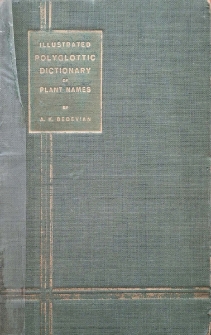 ILLUSTRATED
POLYGLOTTIC
DICTIONARY
OF
PLANT NAMES
BY
A. K. BEDEVIAN